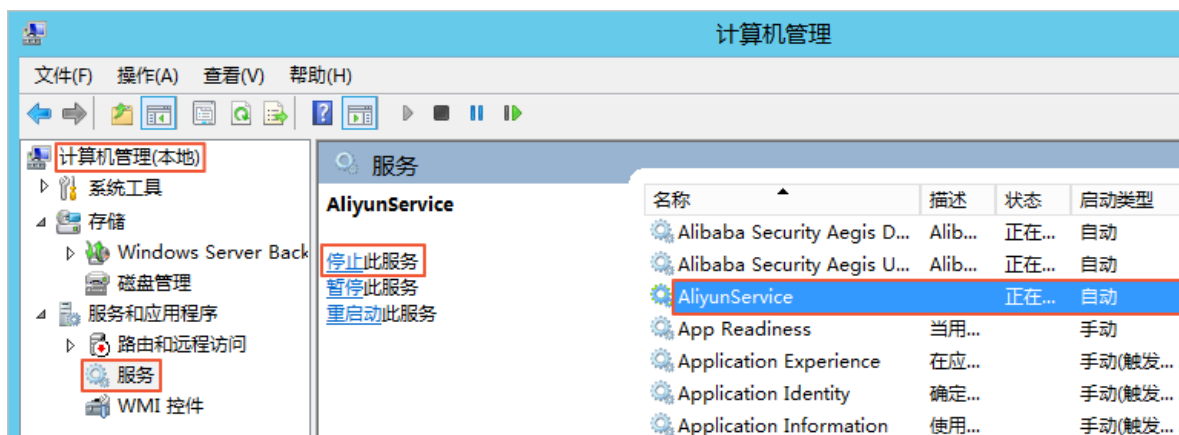 计算机管理
文件(F) 操作(A) 查看(V) 帮助(H)
计算机管理(本地)
系统工具
存储
Windows Server Back
磁盘管理
服务和应用程序
路由和远程访问
服务
WMI 控件
服务
AliyunService
停止此服务
暂停此服务
重启动此服务
名称 描述 状态 启动类型
Alibaba Security Aegis D... Alib... 正在... 自动
Alibaba Security Aegis U... Alib... 正在... 自动
AliyunService 正在... 自动
App Readiness 当用... 手动
Application Experience 在应... 手动(触发...
Application Identity 确定... 手动(触发...
Application Information 使用... 手动(触发...